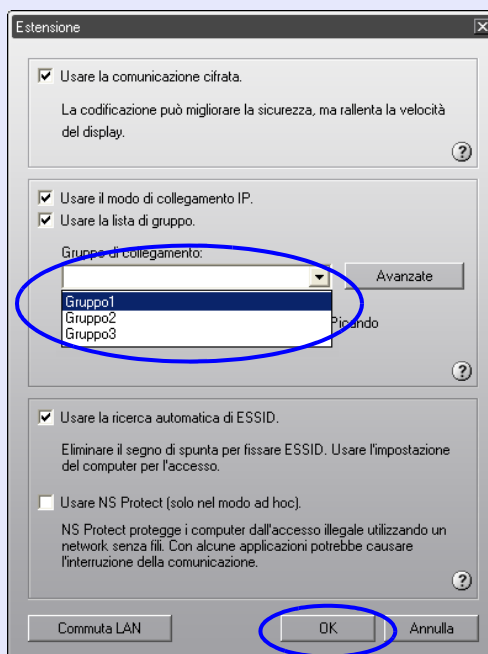 Estensione
Usare la comunicazione cifrata.
La codificazione può migliorare la sicurezza, ma rallenta la velocità
del display.
?
Usare il modo di collegamento IP.
Usare la lista di gruppo.
Gruppo di collegamento:
Avanzate
Gruppo1
Gruppo2
Gruppo3
Picando
?
Usare la ricerca automatica di ESSID.
Eliminare il segno di spunta per fissare ESSID. Usare l'impostazione
del computer per l'accesso.
Usare NS Protect (solo nel modo ad hoc).
NS Protect protegge i computer dall'accesso illegale utilizzando un
network senza fili. Con alcune applicazioni potrebbe causare
l'interruzione della comunicazione.
?
Commuta LAN
OK
Annulla